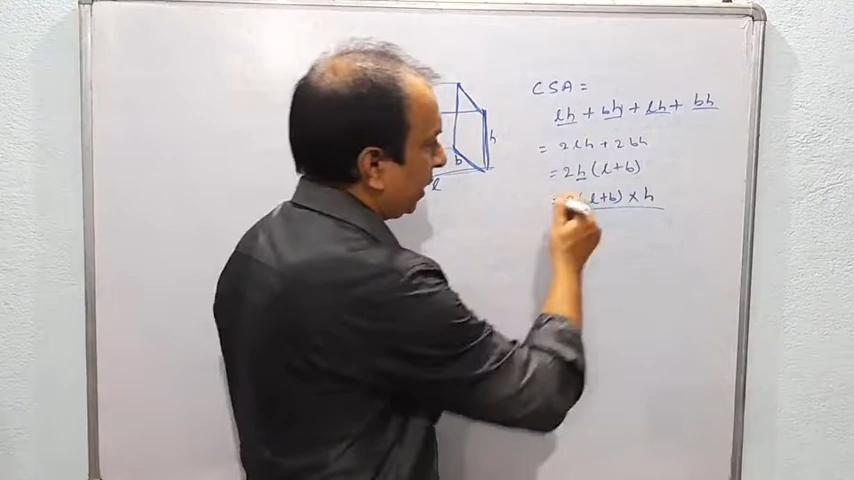 CSA =
lh + bh + lh + bh
= 2lh + 2bh
= 2h (l+b)
(l+b) × h
h
b
l